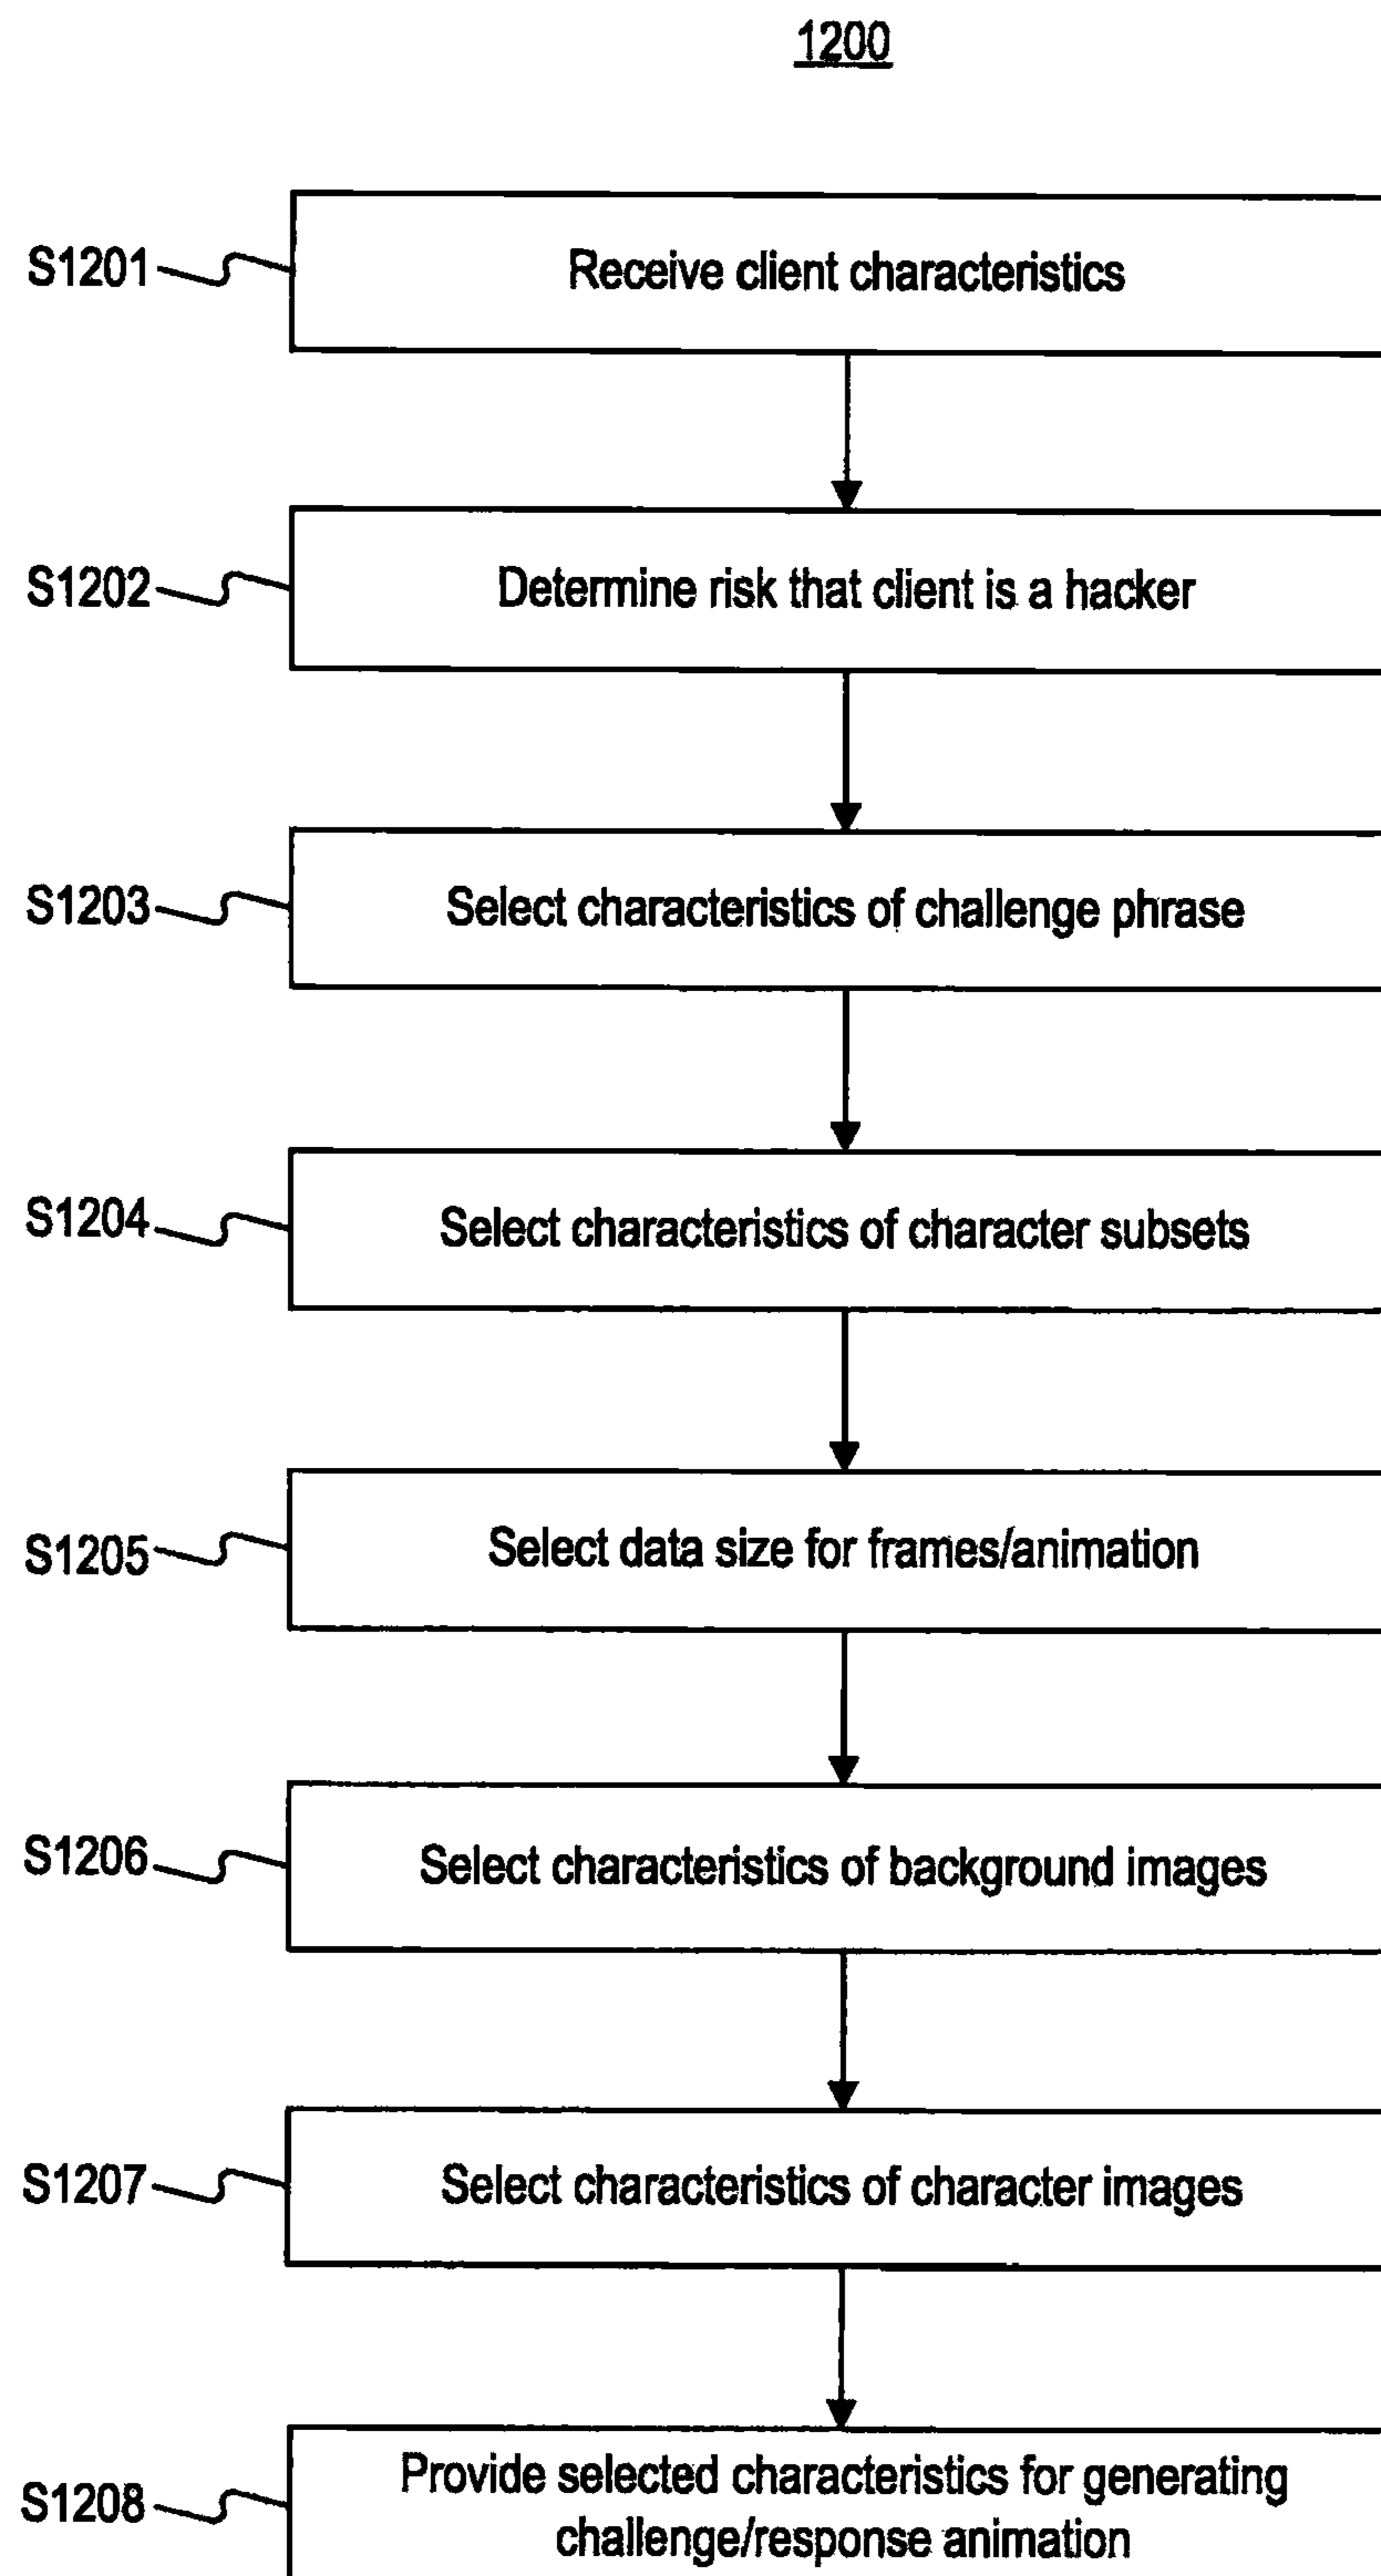 1200
S1201
Receive client characteristics
S1202
Determine risk that client is a hacker
S1203
Select characteristics of challenge phrase
S1204
Select characteristics of character subsets
S1205
Select data size for frames/animation
S1206
Select characteristics of background images
S1207
Select characteristics of character images
S1208
Provide selected characteristics for generating
challenge/response animation